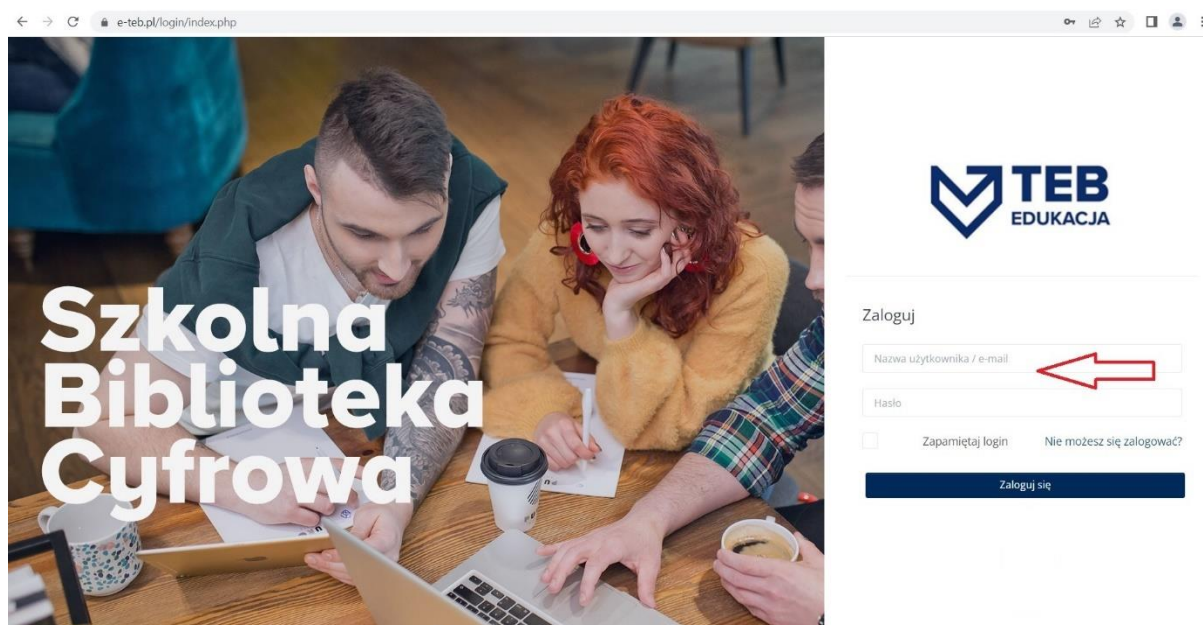 e-teb.pl/login/index.php
Szkolna
Biblioteka
Cyfrowa
TEB
EDUKACJA
Zaloguj
Nazwa użytkownika / e-mail
Hasło
Zapamiętaj login
Nie możesz się zalogować?
Zaloguj się